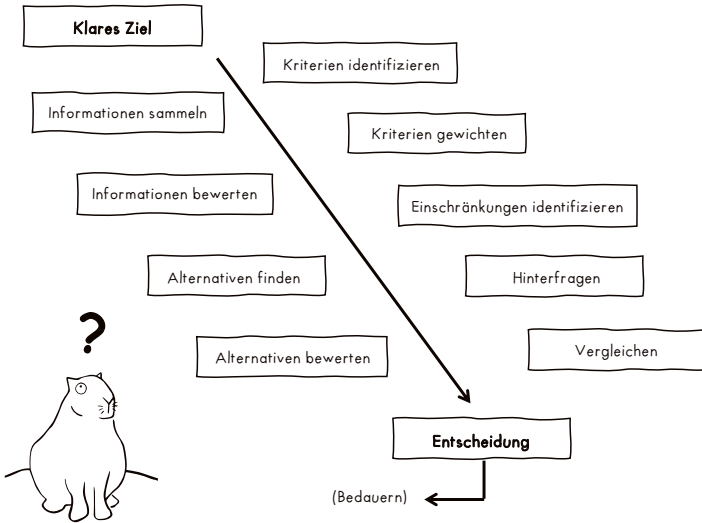 Klares Ziel
Kriterien identifizieren
Informationen sammeln
Kriterien gewichten
Informationen bewerten
Einschränkungen identifizieren
Alternativen finden
Hinterfragen
?
Alternativen bewerten
Vergleichen
Entscheidung
(Bedauern)